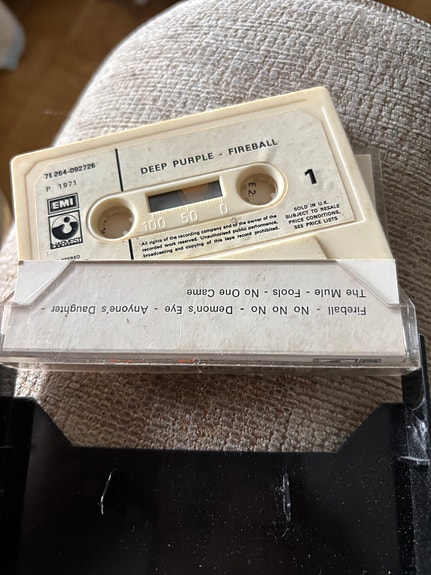 DEEP PURPLE - FIREBALL
7E 264-092726
P 1971
EMI
HARVEST
STEREO
1
E2
100 50 0
All rights of the recording company and of the owner of the
recorded work reserved. Unauthorised public performance,
broadcasting and copying of this tape record prohibited.
SOLD IN U.K.
SUBJECT TO RESALE
PRICE CONDITIONS.
SEE PRICE LISTS
Fireball - No No No - Demon's Eye - Anyone's Daughter -
The Mule - Fools - No One Came